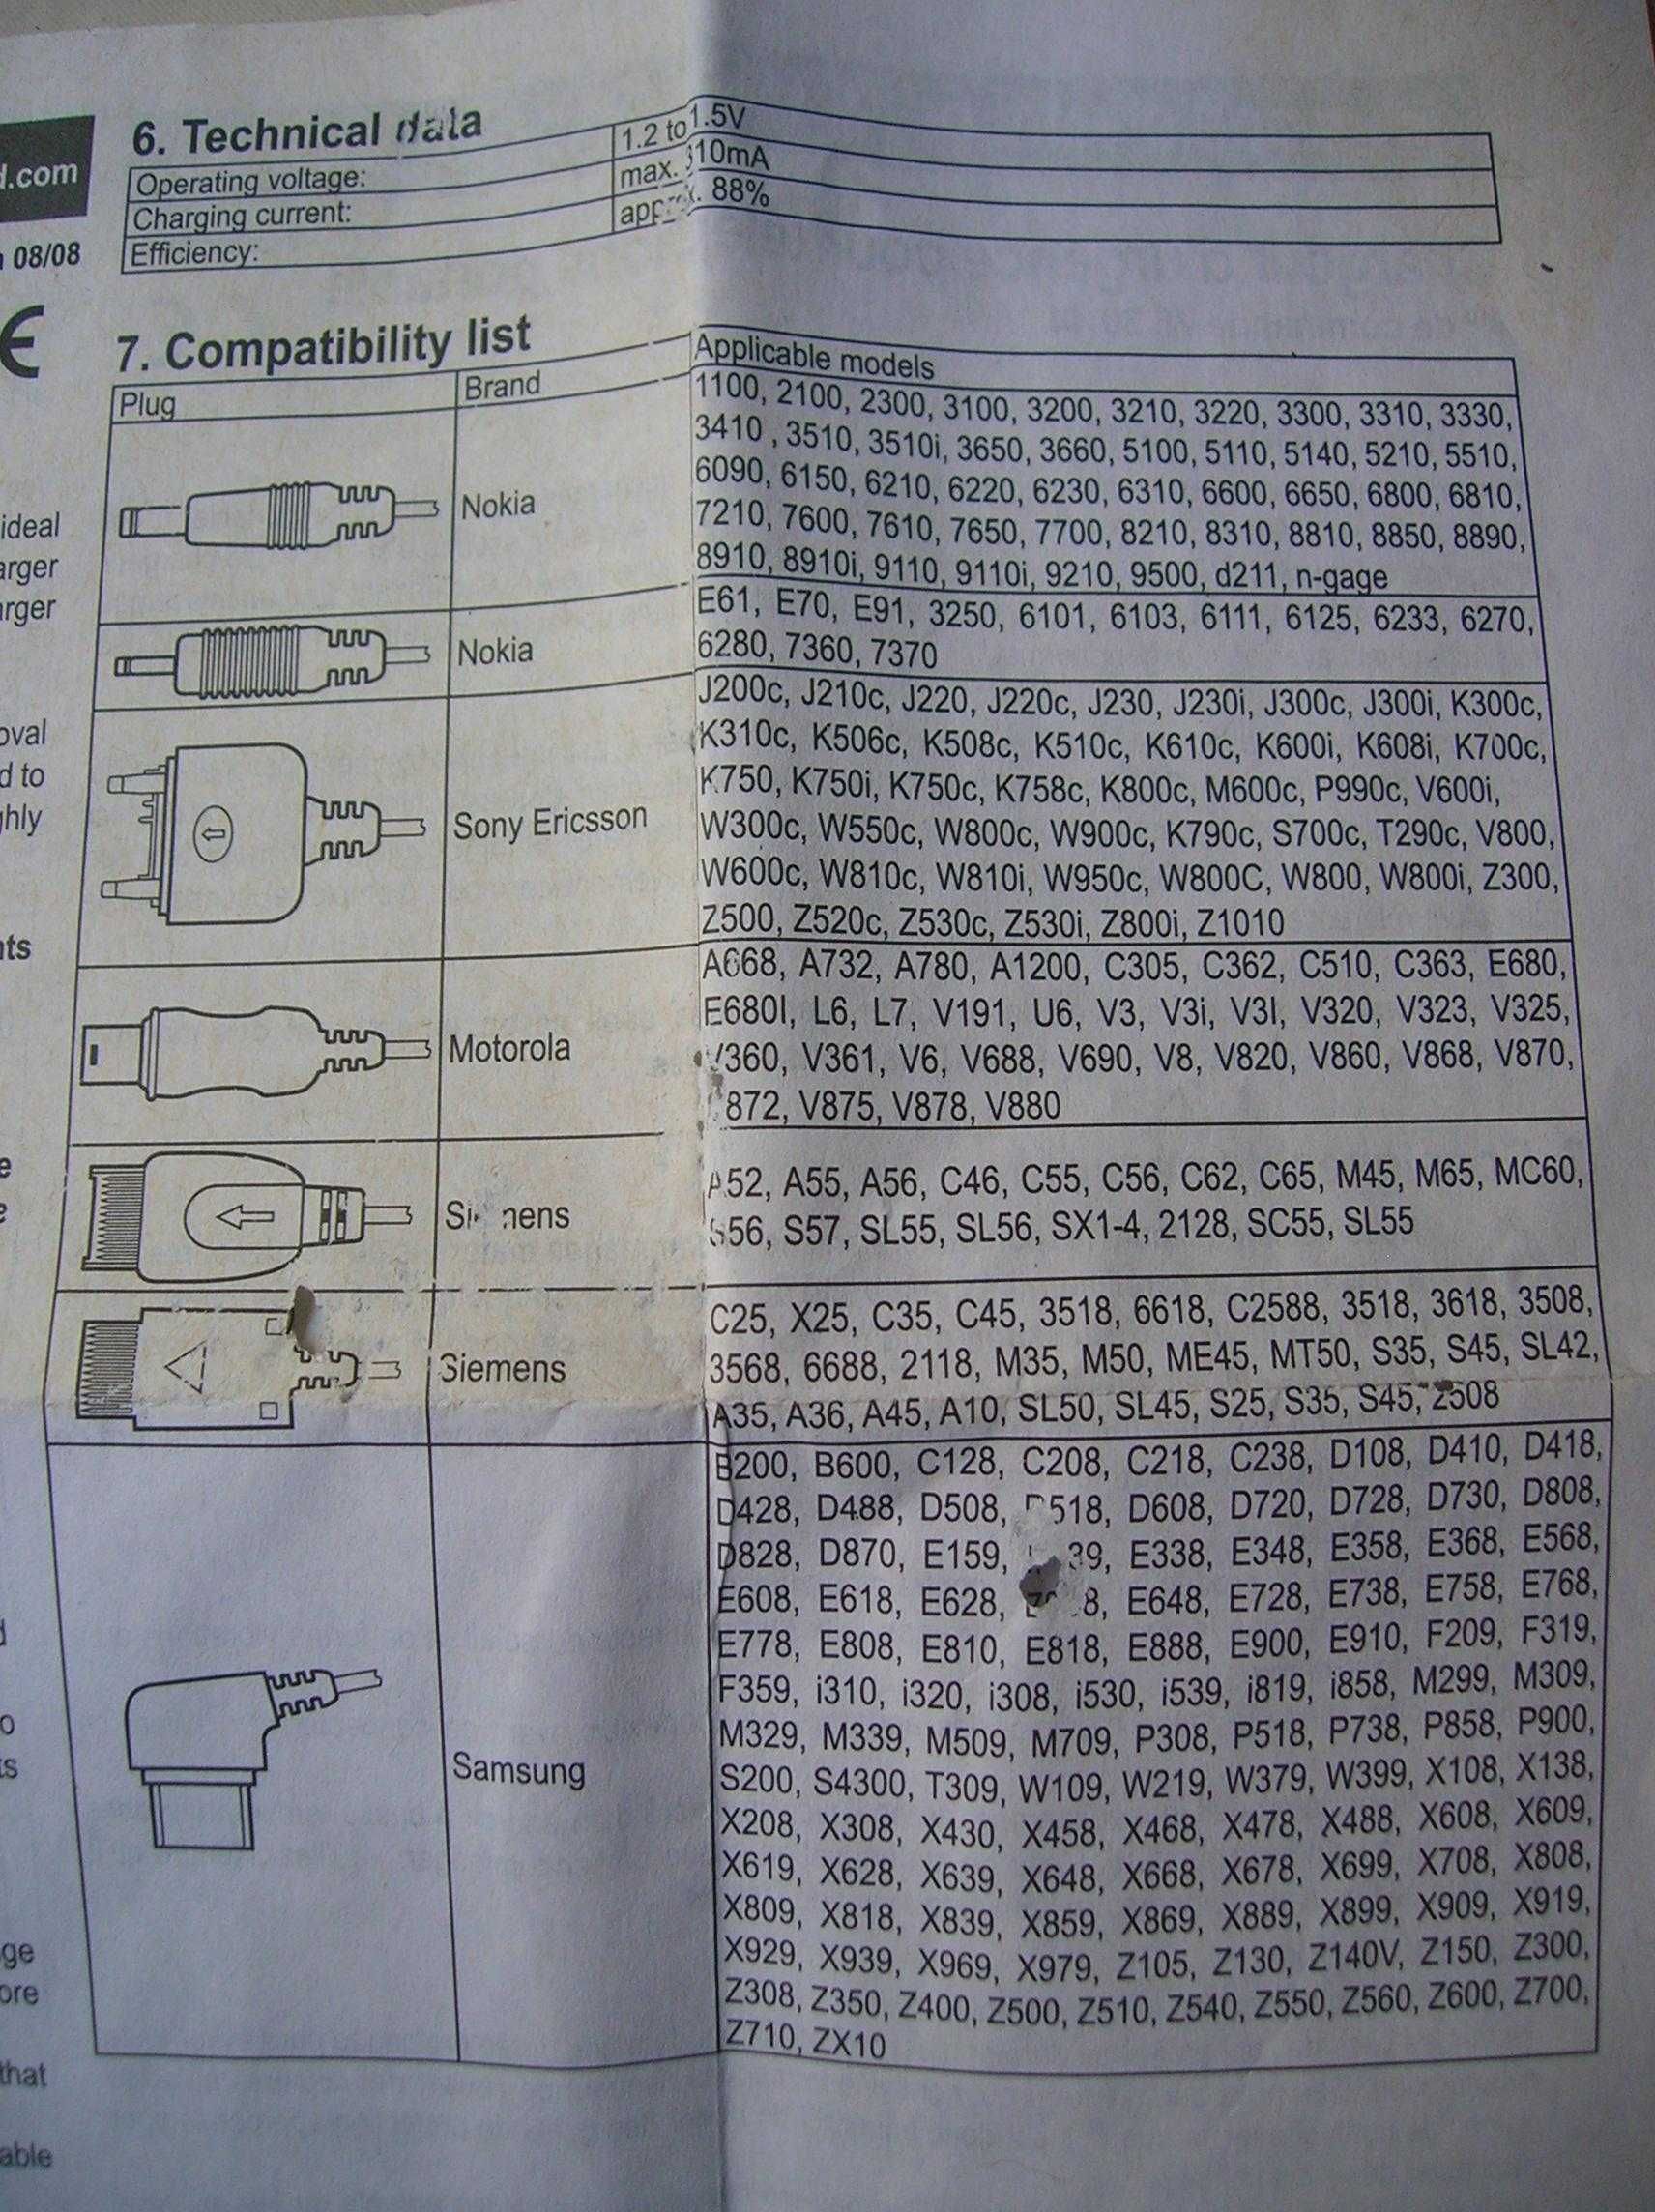 6. Technical data
Operating voltage: 1.2 to 1.5V
Charging current: max. 10mA
Efficiency: 88%
.com
08/08
CE
7. Compatibility list
Plug Brand Applicable models
Nokia
1100, 2100, 2300, 3100, 3200, 3210, 3220, 3300, 3310, 3330,
3410 , 3510, 3510i, 3650, 3660, 5100, 5110, 5140, 5210, 5510,
6090, 6150, 6210, 6220, 6230, 6310, 6600, 6650, 6800, 6810,
7210, 7600, 7610, 7650, 7700, 8210, 8310, 8810, 8850, 8890,
8910, 8910i, 9110, 9110i, 9210, 9500, d211, n-gage
Nokia
E61, E70, E91, 3250, 6101, 6103, 6111, 6125, 6233, 6270,
6280, 7360, 7370
Sony Ericsson
J200c, J210c, J220, J220c, J230, J230i, J300c, J300i, K300c,
K310c, K506c, K508c, K510c, K610c, K600i, K608i, K700c,
K750, K750i, K750c, K758c, K800c, M600c, P990c, V600i,
W300c, W550c, W800c, W900c, K790c, S700c, T290c, V800,
W600c, W810c, W810i, W950c, W800C, W800, W800i, Z300,
Z500, Z520c, Z530c, Z530i, Z800i, Z1010
Motorola
A668, A732, A780, A1200, C305, C362, C510, C363, E680,
E680I, L6, L7, V191, U6, V3, V3i, V3I, V320, V323, V325,
V360, V361, V6, V688, V690, V8, V820, V860, V868, V870,
872, V875, V878, V880
Siemens
A52, A55, A56, C46, C55, C56, C62, C65, M45, M65, MC60,
S56, S57, SL55, SL56, SX1-4, 2128, SC55, SL55
Siemens
C25, X25, C35, C45, 3518, 6618, C2588, 3518, 3618, 3508,
3568, 6688, 2118, M35, M50, ME45, MT50, S35, S45, SL42,
A35, A36, A45, A10, SL50, SL45, S25, S35, S45, 2508
Samsung
B200, B600, C128, C208, C218, C238, D108, D410, D418,
D428, D488, D508, D518, D608, D720, D728, D730, D808,
D828, D870, E159, E338, E348, E358, E368, E568,
E608, E618, E628, E648, E728, E738, E758, E768,
E778, E808, E810, E818, E888, E900, E910, F209, F319,
F359, i310, i320, i308, i530, i539, i819, i858, M299, M309,
M329, M339, M509, M709, P308, P518, P738, P858, P900,
S200, S4300, T309, W109, W219, W379, W399, X108, X138,
X208, X308, X430, X458, X468, X478, X488, X608, X609,
X619, X628, X639, X648, X668, X678, X699, X708, X808,
X809, X818, X839, X859, X869, X889, X899, X909, X919,
X929, X939, X969, X979, Z105, Z130, Z140V, Z150, Z300,
Z308, Z350, Z400, Z500, Z510, Z540, Z550, Z560, Z600, Z700,
Z710, ZX10
ideal
arger
arger
oval
d to
ghly
nts
ge
ore
that
able